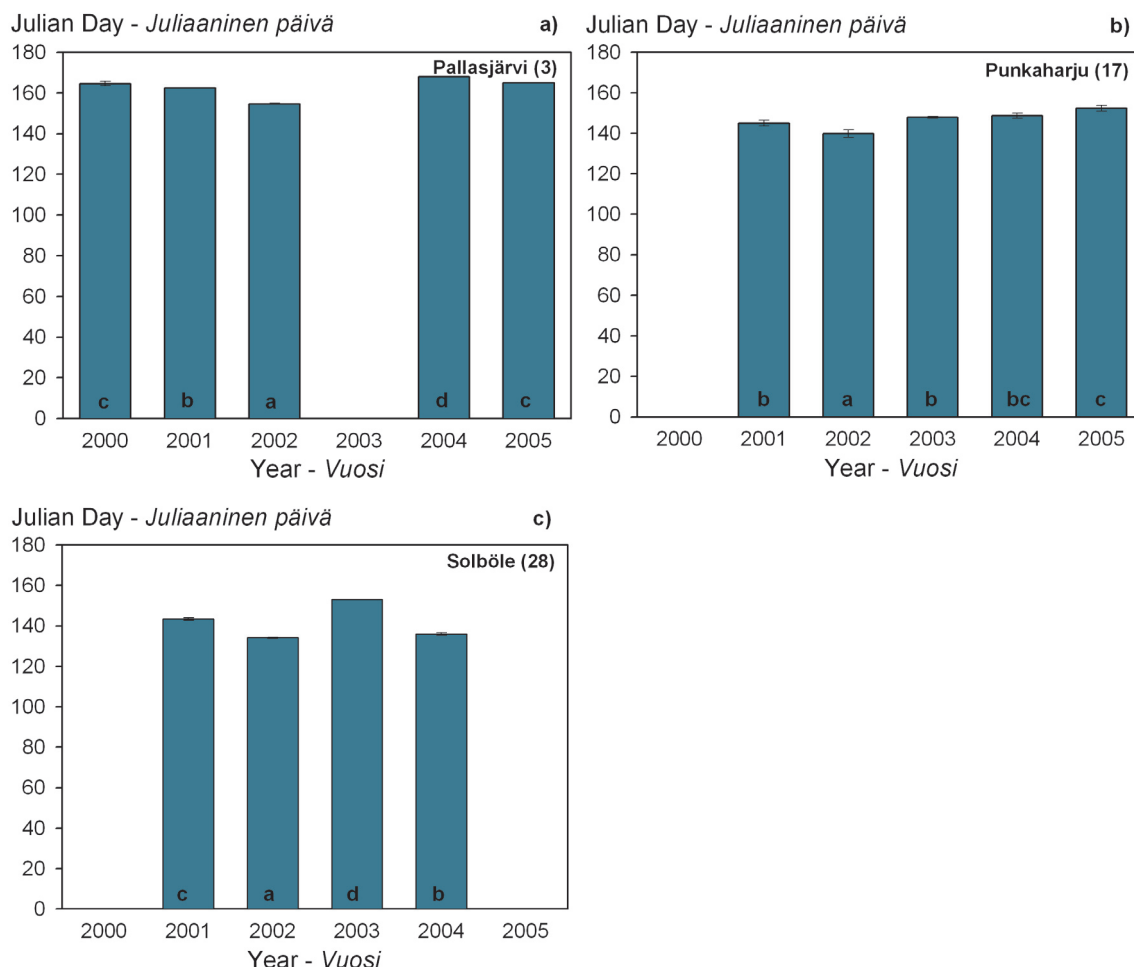 Julian Day - Juliaaninen päivä a)
180
Pallasjärvi (3)
160
140
120
100
80
60
40
20
0
c b a d c
2000 2001 2002 2003 2004 2005
Year - Vuosi
Julian Day - Juliaaninen päivä b)
180
Punkaharju (17)
160
140
120
100
80
60
40
20
0
b a b bc c
2000 2001 2002 2003 2004 2005
Year - Vuosi
Julian Day - Juliaaninen päivä c)
180
Solböle (28)
160
140
120
100
80
60
40
20
0
c a d b
2000 2001 2002 2003 2004 2005
Year - Vuosi